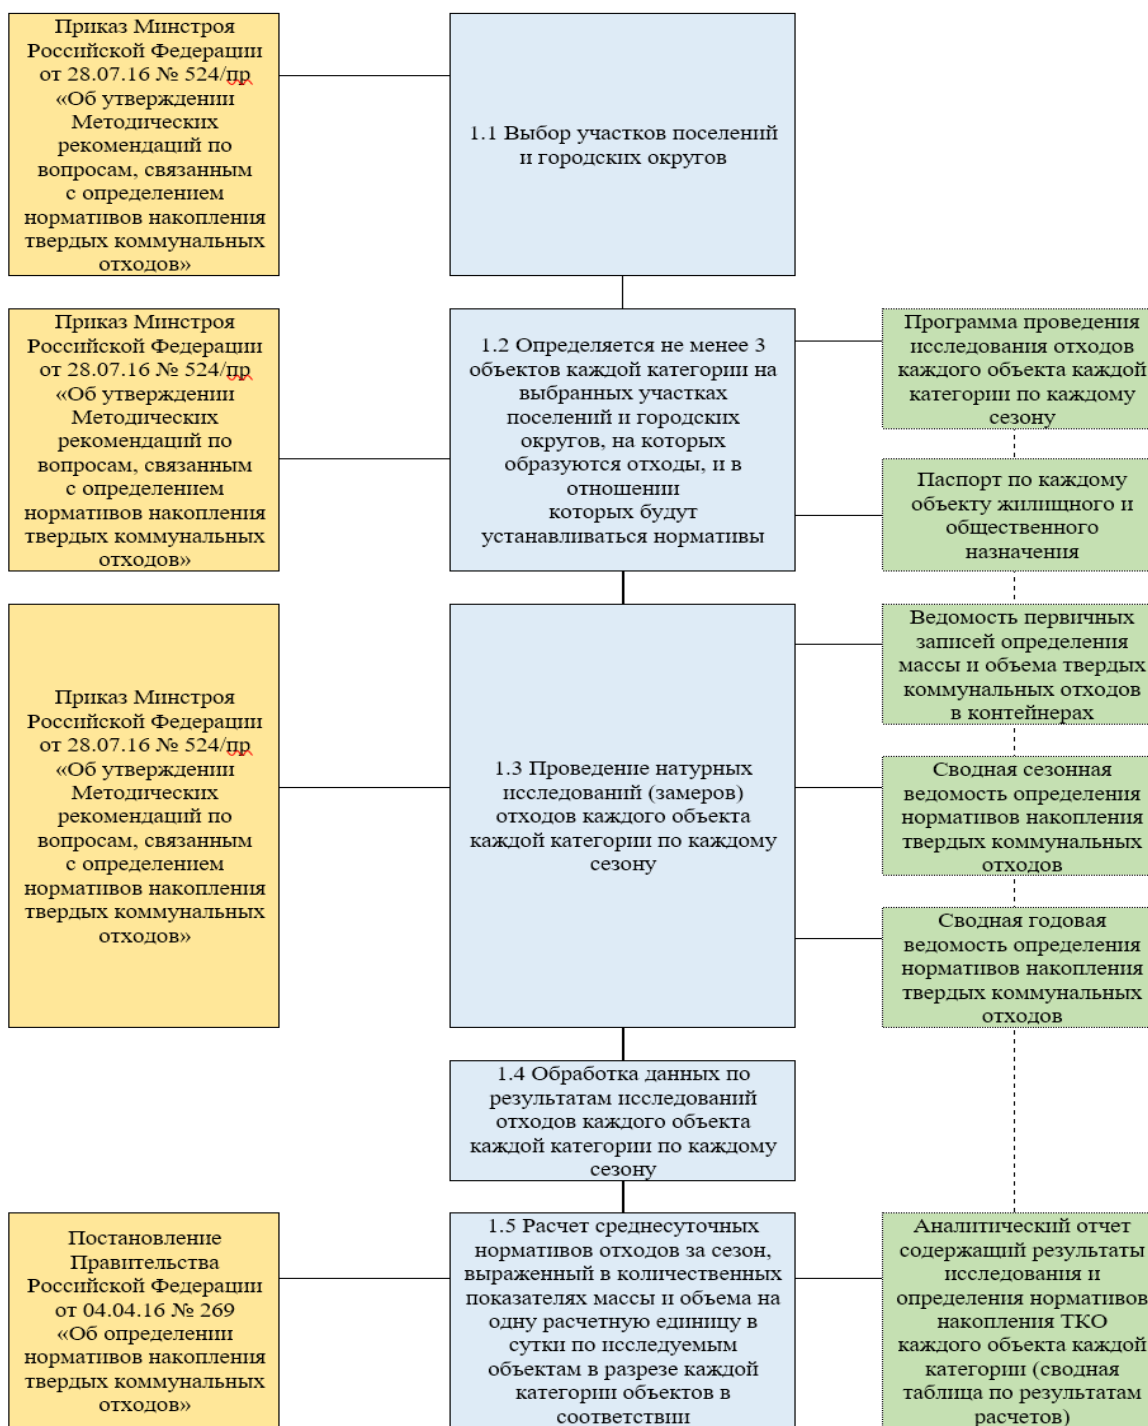 Приказ Минстроя
Российской Федерации
от 28.07.16 № 524/пр
«Об утверждении
Методических
рекомендаций по
вопросам, связанным
с определением
нормативов накопления
твердых коммунальных
отходов»
1.1 Выбор участков поселений
и городских округов
Приказ Минстроя
Российской Федерации
от 28.07.16 № 524/пр
«Об утверждении
Методических
рекомендаций по
вопросам, связанным
с определением
нормативов накопления
твердых коммунальных
отходов»
1.2 Определяется не менее 3
объектов каждой категории на
выбранных участках
поселений и городских
округов, на которых
образуются отходы, и в
отношении
которых будут
устанавливаться нормативы
Программа проведения
исследования отходов
каждого объекта каждой
категории по каждому
сезону
Паспорт по каждому
объекту жилищного и
общественного
назначения
Приказ Минстроя
Российской Федерации
от 28.07.16 № 524/пр
«Об утверждении
Методических
рекомендаций по
вопросам, связанным
с определением
нормативов накопления
твердых коммунальных
отходов»
1.3 Проведение натурных
исследований (замеров)
отходов каждого объекта
каждой категории по каждому
сезону
Ведомость первичных
записей определения
массы и объема твердых
коммунальных отходов
в контейнерах
Сводная сезонная
ведомость определения
нормативов накопления
твердых коммунальных
отходов
Сводная годовая
ведомость определения
нормативов накопления
твердых коммунальных
отходов
1.4 Обработка данных по
результатам исследований
отходов каждого объекта
каждой категории по каждому
сезону
Постановление
Правительства
Российской Федерации
от 04.04.16 № 269
«Об определении
нормативов накопления
твердых коммунальных
отходов»
1.5 Расчет среднесуточных
нормативов отходов за сезон,
выраженный в количественных
показателях массы и объема на
одну расчетную единицу в
сутки по исследуемым
объектам в разрезе каждой
категории объектов в
соответствии
Аналитический отчет
содержащий результаты
исследования и
определения нормативов
накопления ТКО
каждого объекта каждой
категории (сводная
таблица по результатам
расчетов)